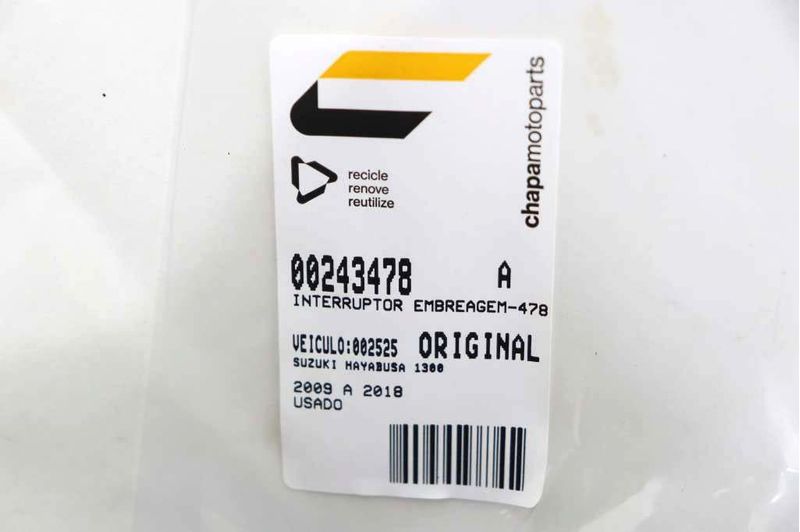 chapamotoparts
recicle
renove
reutilize
00243478 A
INTERRUPTOR EMBREAGEM-478
VEICULO:002525 ORIGINAL
SUZUKI HAYABUSA 1300
2009 A 2018
USADO